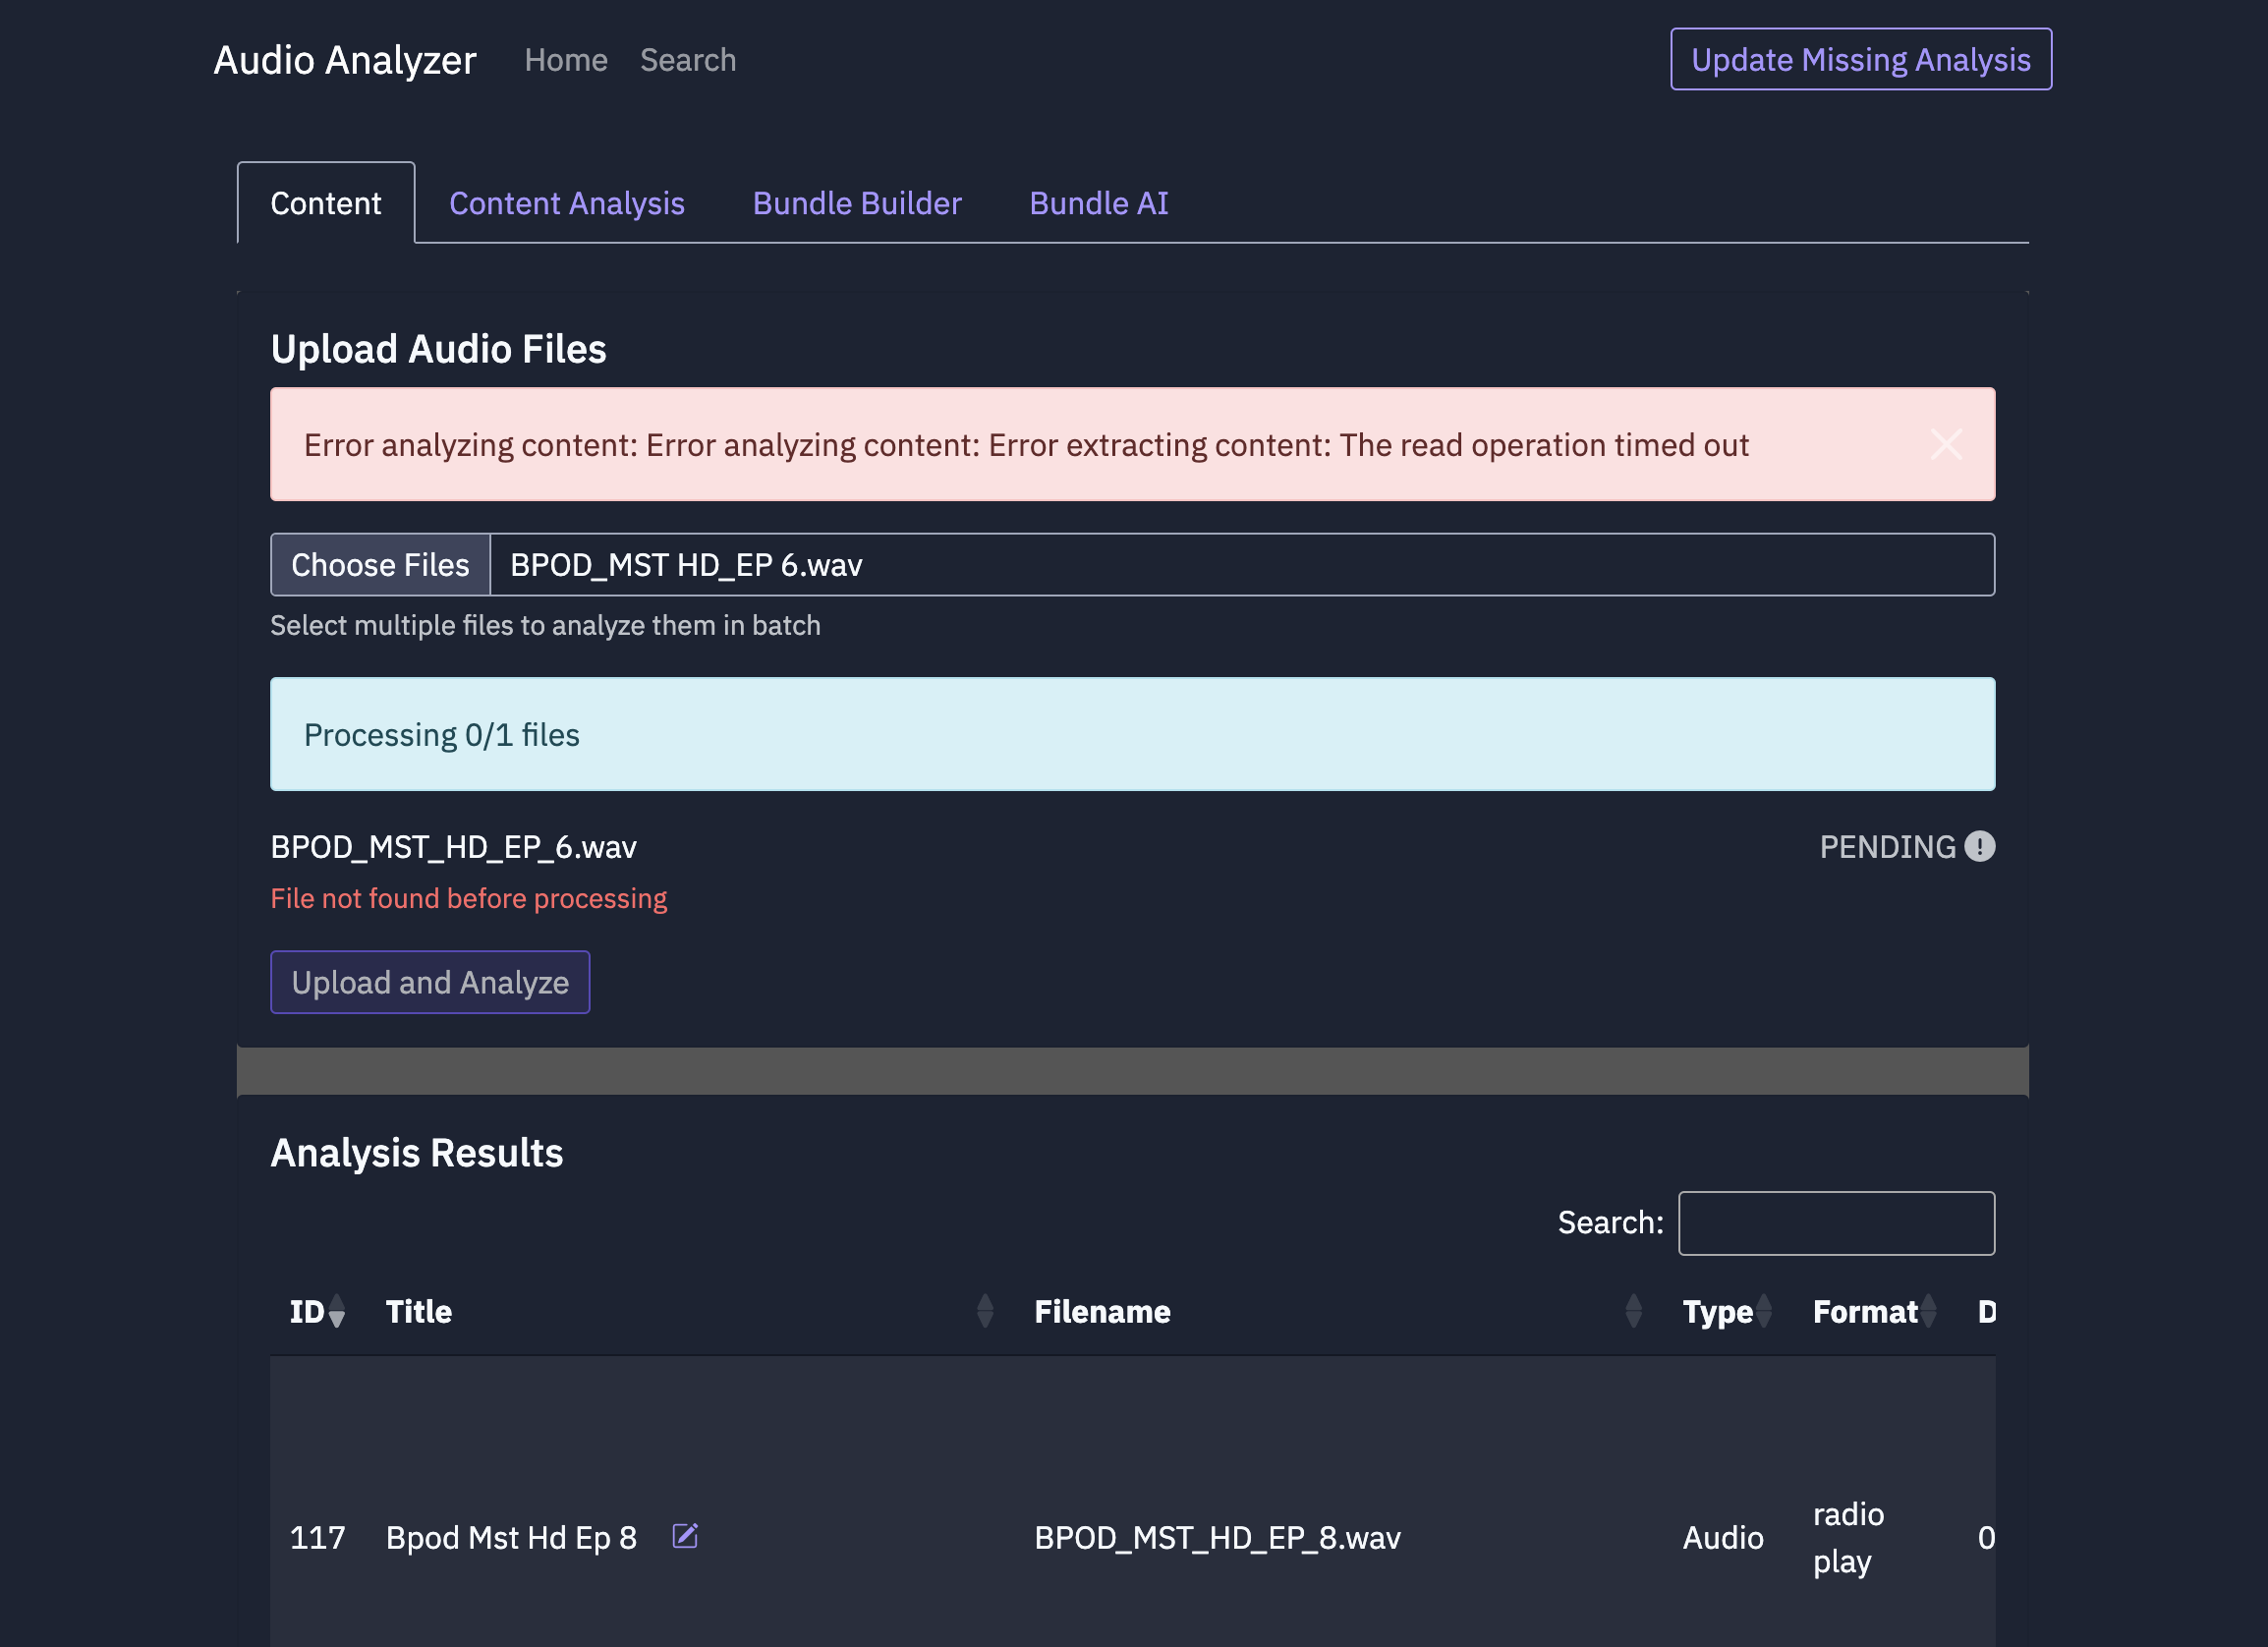 Audio Analyzer Home Search Update Missing Analysis
Content Content Analysis Bundle Builder Bundle AI
Upload Audio Files
Error analyzing content: Error analyzing content: Error extracting content: The read operation timed out
Choose Files BPOD_MST HD_EP 6.wav
Select multiple files to analyze them in batch
Processing 0/1 files
BPOD_MST_HD_EP_6.wav PENDING
File not found before processing
Upload and Analyze
Analysis Results
Search:
ID Title Filename Type Format D
117 Bpod Mst Hd Ep 8 BPOD_MST_HD_EP_8.wav Audio radio play 0